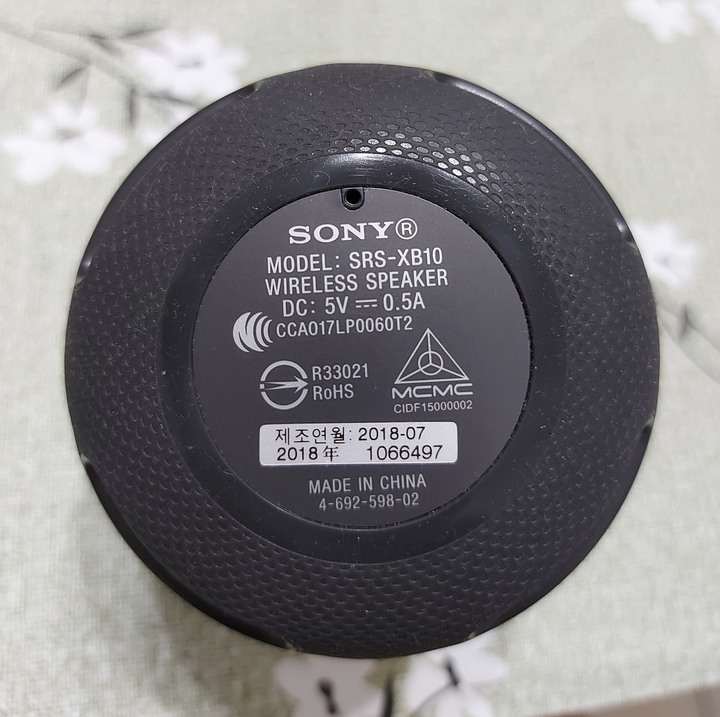 SONY®
MODEL: SRS-XB10
WIRELESS SPEAKER
DC: 5V ⎓ 0.5A
CCAO17LP0060T2
R33021
RoHS
MCMC
CIDF15000002
제조연월: 2018-07
2018年 1066497
MADE IN CHINA
4-692-598-02